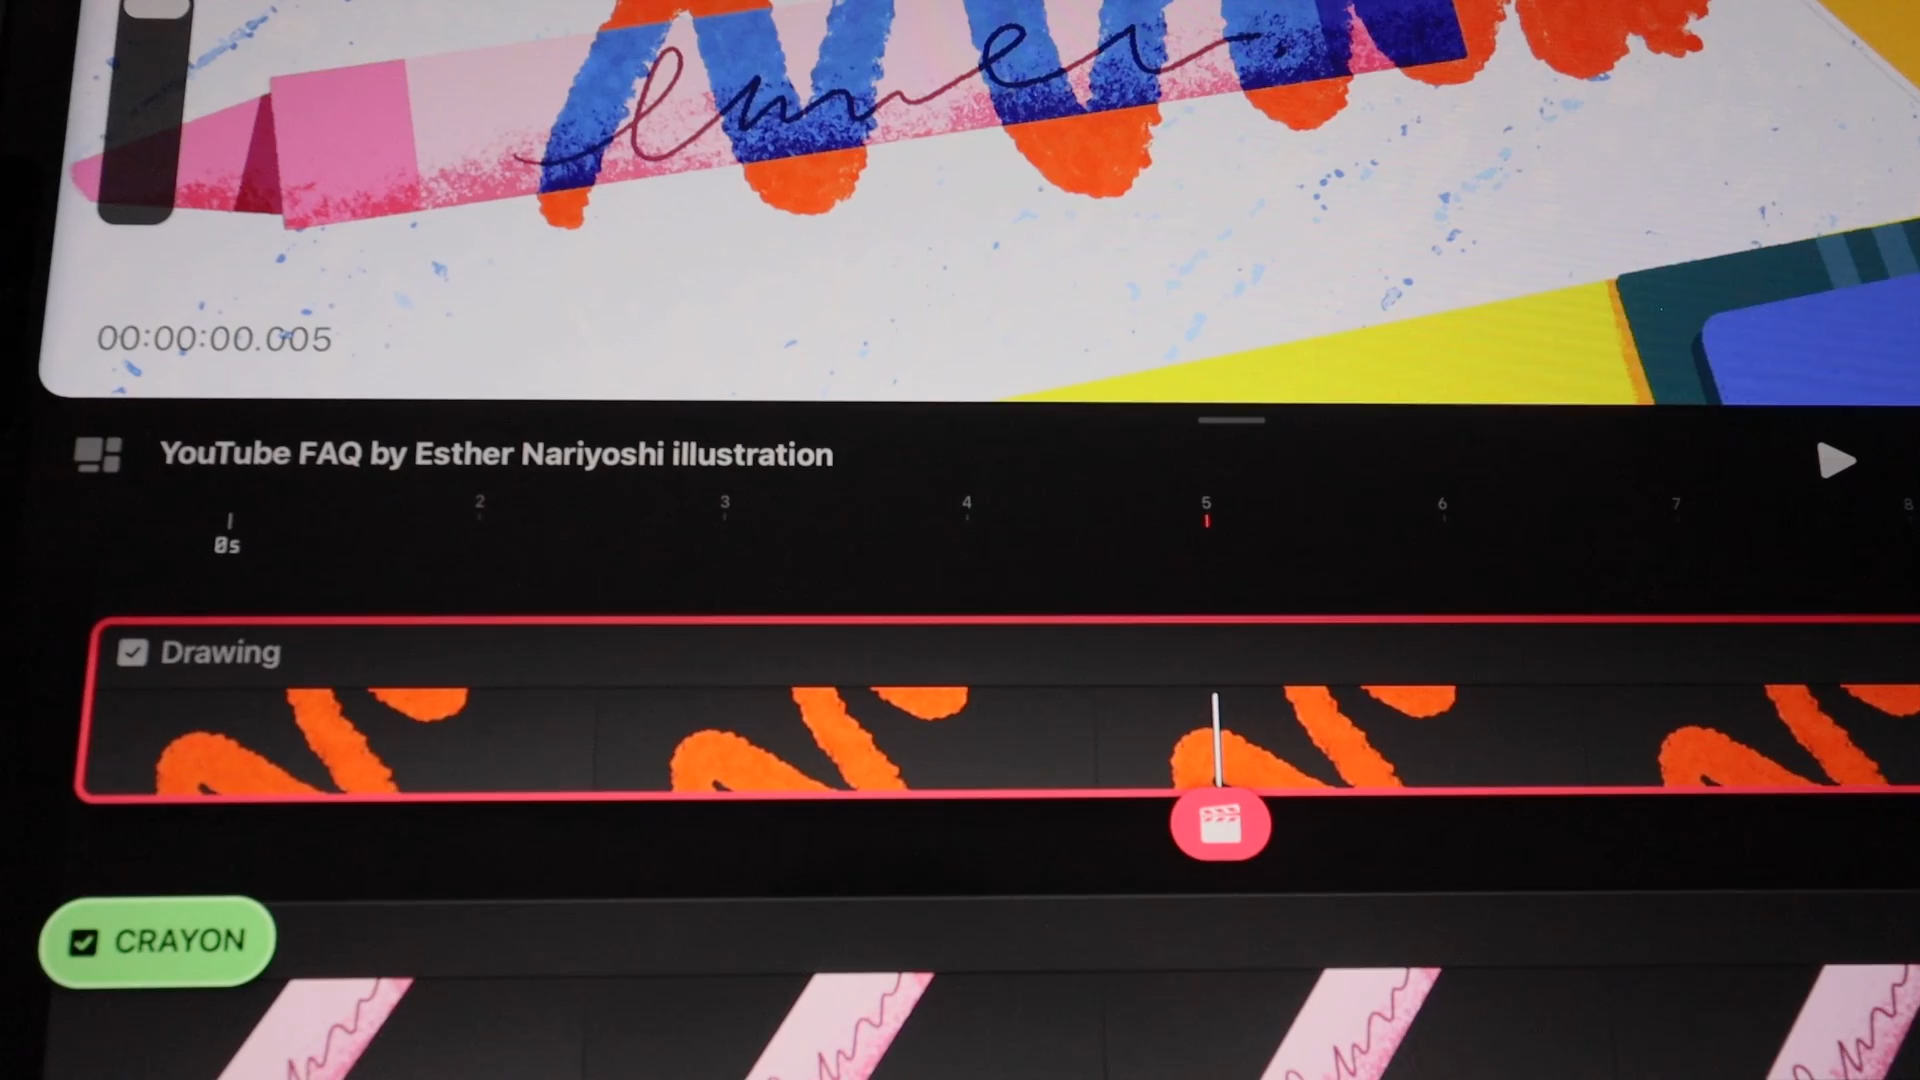 00:00:00.005
YouTube FAQ by Esther Nariyoshi illustration
2 3 4 5 6 7 8
0s
Drawing
CRAYON